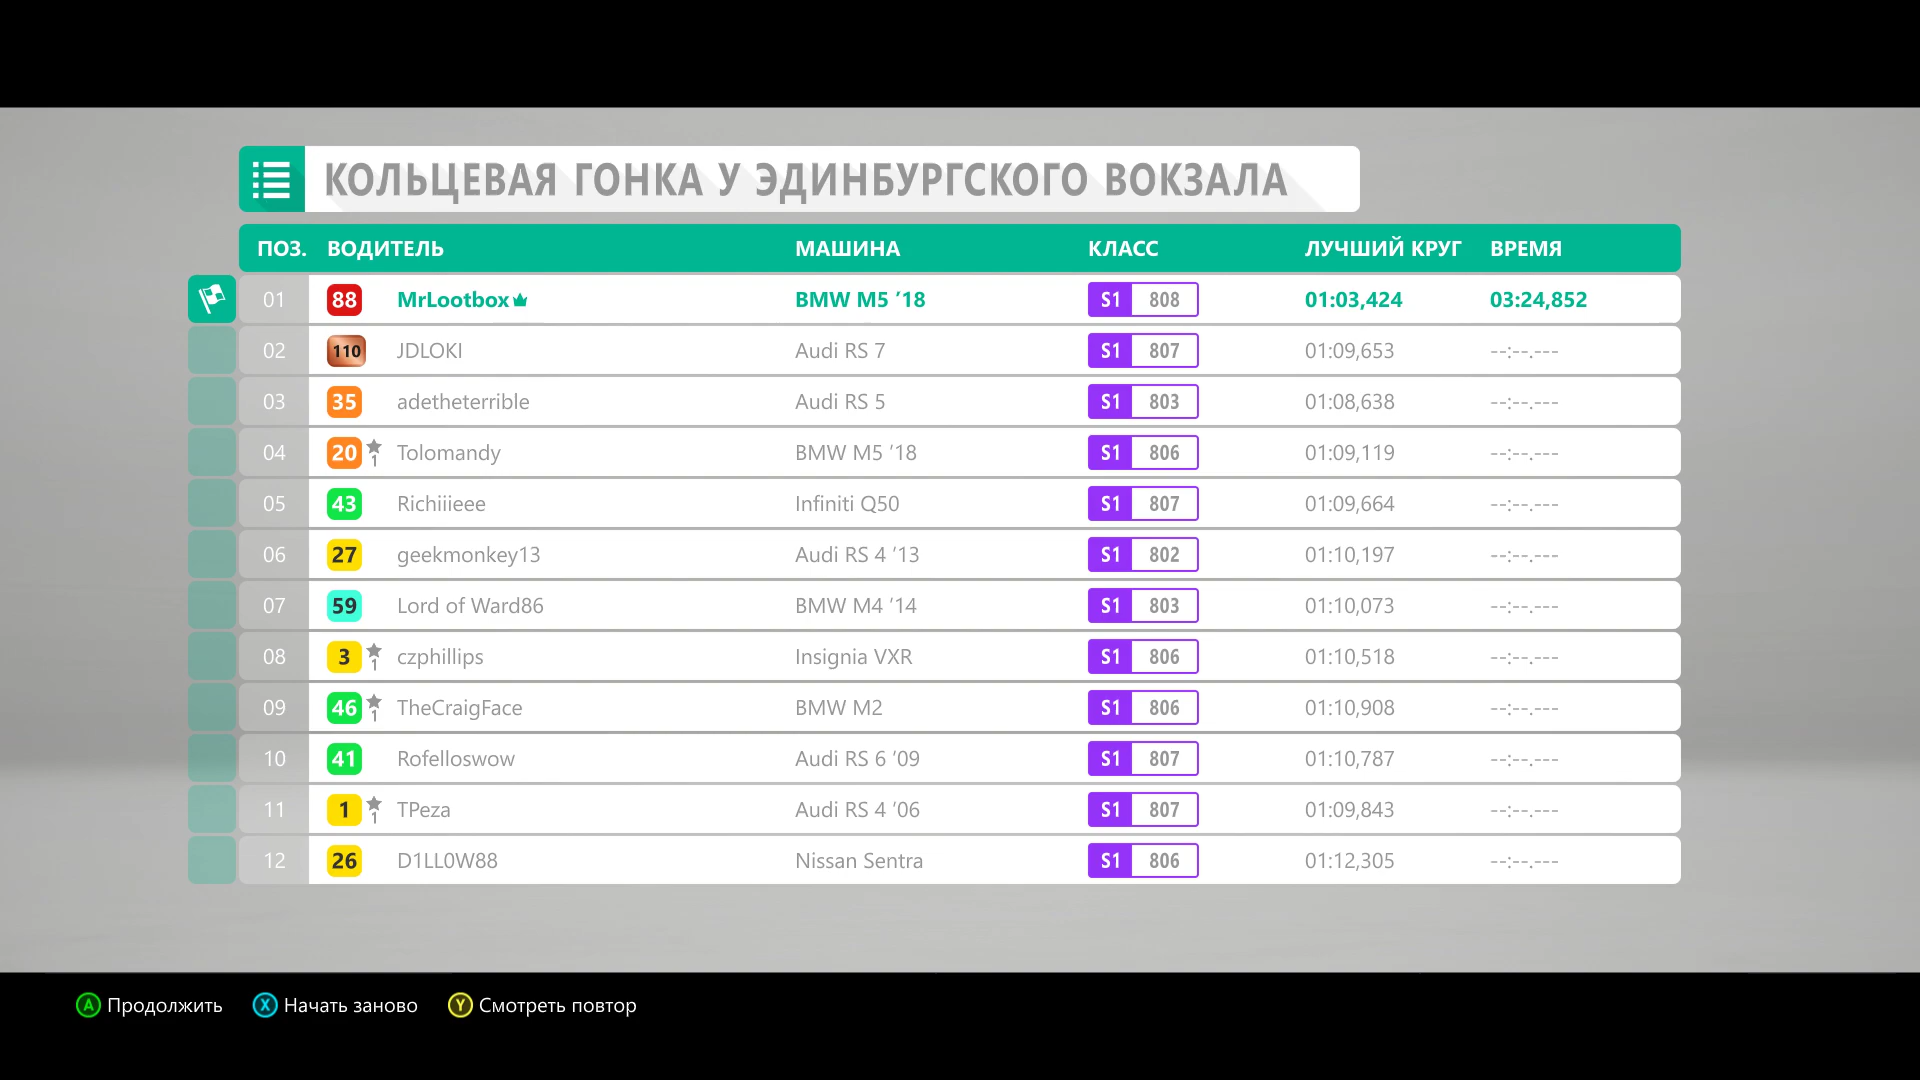 КОЛЬЦЕВАЯ ГОНКА У ЭДИНБУРГСКОГО ВОКЗАЛА
ПОЗ. ВОДИТЕЛЬ МАШИНА КЛАСС ЛУЧШИЙ КРУГ ВРЕМЯ
01 88 MrLootbox BMW M5 ’18 S1 808 01:03,424 03:24,852
02 110 JDLOKI Audi RS 7 S1 807 01:09,653 --:--.---
03 35 adetheterrible Audi RS 5 S1 803 01:08,638 --:--.---
04 20 1 Tolomandy BMW M5 ’18 S1 806 01:09,119 --:--.---
05 43 Richiiieee Infiniti Q50 S1 807 01:09,664 --:--.---
06 27 geekmonkey13 Audi RS 4 ’13 S1 802 01:10,197 --:--.---
07 59 Lord of Ward86 BMW M4 ’14 S1 803 01:10,073 --:--.---
08 3 1 czphillips Insignia VXR S1 806 01:10,518 --:--.---
09 46 1 TheCraigFace BMW M2 S1 806 01:10,908 --:--.---
10 41 Rofelloswow Audi RS 6 ’09 S1 807 01:10,787 --:--.---
11 1 1 TPeza Audi RS 4 ’06 S1 807 01:09,843 --:--.---
12 26 D1LL0W88 Nissan Sentra S1 806 01:12,305 --:--.---
A Продолжить X Начать заново Y Смотреть повтор